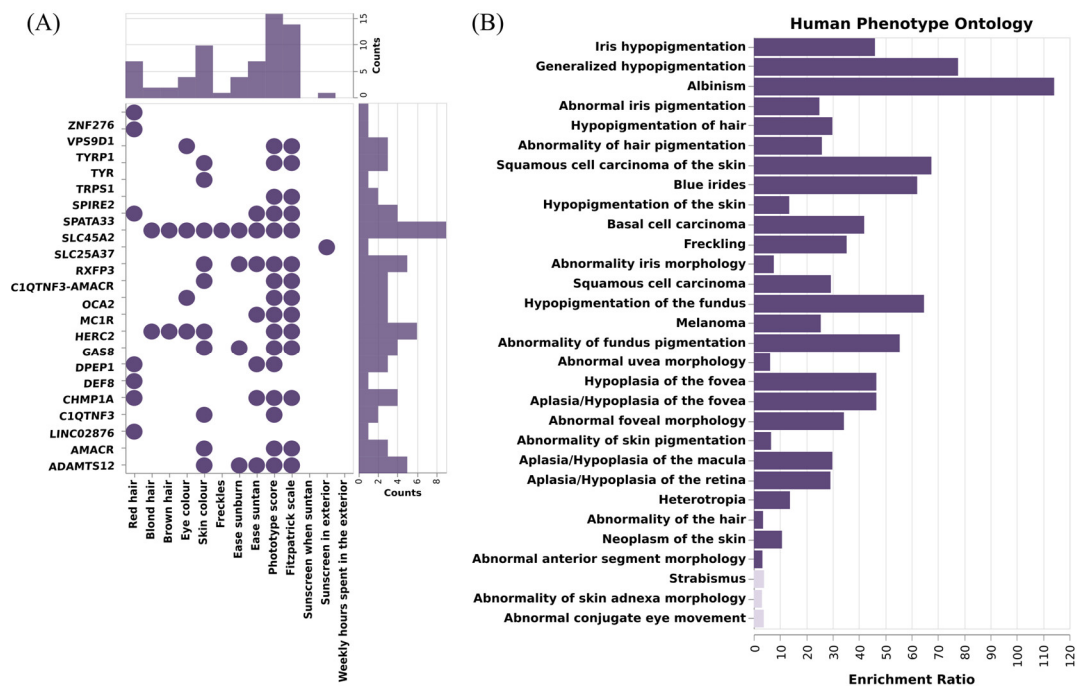 (A)
15
10
5
0
Counts
ZNF276
VPS9D1
TYRP1
TYR
TRPS1
SPIRE2
SPATA33
SLC45A2
SLC25A37
RXFP3
C1QTNF3-AMACR
OCA2
MC1R
HERC2
GAS8
DPEP1
DEF8
CHMP1A
C1QTNF3
LINC02876
AMACR
ADAMTS12
0
2
4
6
8
Counts
Red hair
Blond hair
Brown hair
Eye colour
Skin colour
Freckles
Ease sunburn
Ease suntan
Phototype score
Fitzpatrick scale
Sunscreen when suntan
Sunscreen in exterior
Weekly hours spent in the exterior
(B)
Human Phenotype Ontology
Iris hypopigmentation
Generalized hypopigmentation
Albinism
Abnormal iris pigmentation
Hypopigmentation of hair
Abnormality of hair pigmentation
Squamous cell carcinoma of the skin
Blue irides
Hypopigmentation of the skin
Basal cell carcinoma
Freckling
Abnormality iris morphology
Squamous cell carcinoma
Hypopigmentation of the fundus
Melanoma
Abnormality of fundus pigmentation
Abnormal uvea morphology
Hypoplasia of the fovea
Aplasia/Hypoplasia of the fovea
Abnormal foveal morphology
Abnormality of skin pigmentation
Aplasia/Hypoplasia of the macula
Aplasia/Hypoplasia of the retina
Heterotropia
Abnormality of the hair
Neoplasm of the skin
Abnormal anterior segment morphology
Strabismus
Abnormality of skin adnexa morphology
Abnormal conjugate eye movement
0
10
20
30
40
50
60
70
80
90
100
110
120
Enrichment Ratio